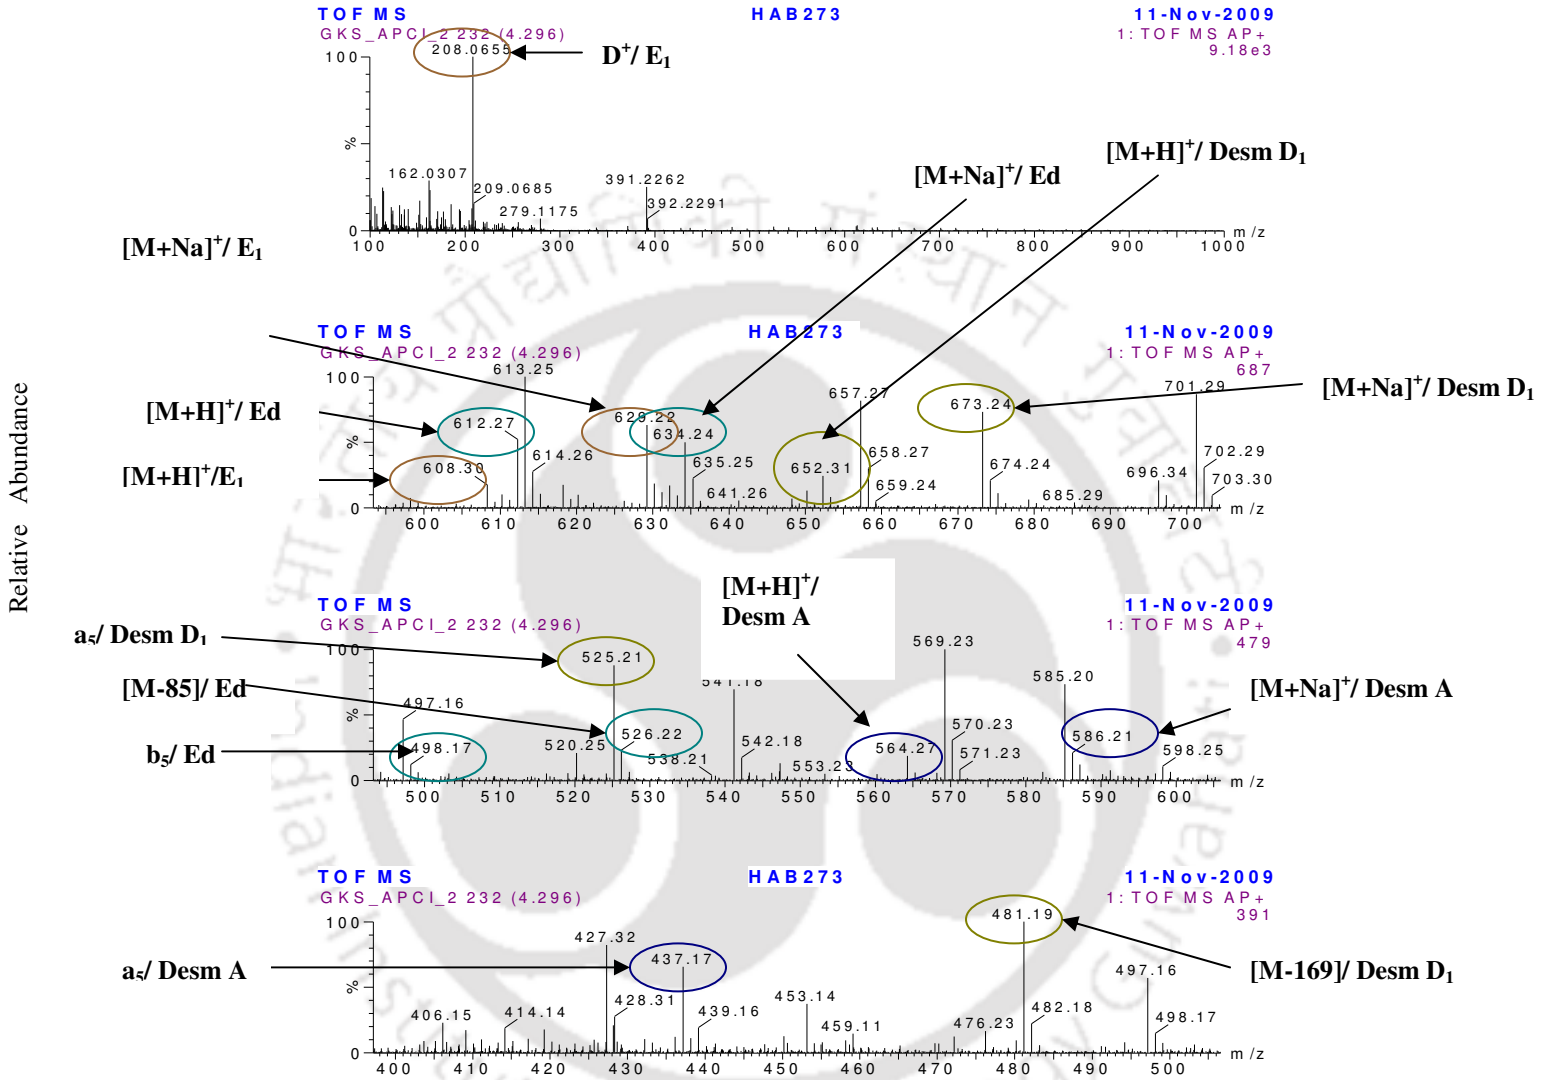 TOF MS HAB273 11-Nov-2009
GKS_APCI_2 232 (4.296) 1: TOF MS AP+
9.18e3
208.0655
D⁺/ E₁
100
%
0
162.0307
209.0685
279.1175
391.2262
392.2291
100 200 300 400 500 600 700 800 900 1000 m/z
[M+H]⁺/ Desm D₁
[M+Na]⁺/ Ed
[M+Na]⁺/ E₁
Relative Abundance
TOF MS HAB273 11-Nov-2009
GKS_APCI_2 232 (4.296) 1: TOF MS AP+
687
100
%
0
613.25
701.29
657.27
673.24
[M+Na]⁺/ Desm D₁
[M+H]⁺/ Ed
612.27
629.22
634.24
[M+H]⁺/E₁
608.30
614.26
635.25
641.26
652.31
658.27
659.24
674.24
685.29
696.34
702.29
703.30
600 610 620 630 640 650 660 670 680 690 700 m/z
[M+H]⁺/
Desm A
TOF MS 11-Nov-2009
GKS_APCI_2 232 (4.296) 1: TOF MS AP+
479
100
%
0
a₅/ Desm D₁
525.21
569.23
585.20
541.18
[M-85]/ Ed
[M+Na]⁺/ Desm A
497.16
526.22
b₅/ Ed
498.17
520.25
538.21
542.18
553.23
564.27
570.23
571.23
586.21
598.25
500 510 520 530 540 550 560 570 580 590 600 m/z
TOF MS HAB273 11-Nov-2009
GKS_APCI_2 232 (4.296) 1: TOF MS AP+
391
100
%
0
481.19
427.32
437.17
a₅/ Desm A
[M-169]/ Desm D₁
497.16
406.15
414.14
428.31
439.16
453.14
459.11
476.23
482.18
498.17
400 410 420 430 440 450 460 470 480 490 500 m/z